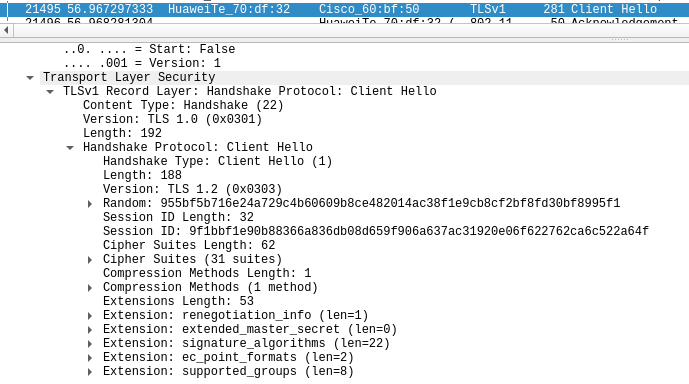 21495 56.967297333 HuaweiTe_70:df:32 Cisco_60:bf:50 TLSv1 281 Client Hello
21496 56.968281304 HuaweiTe_70:df:32 (… 802.11 50 Acknowledgement
..0. .... = Start: False
.... .001 = Version: 1
Transport Layer Security
TLSv1 Record Layer: Handshake Protocol: Client Hello
Content Type: Handshake (22)
Version: TLS 1.0 (0x0301)
Length: 192
Handshake Protocol: Client Hello
Handshake Type: Client Hello (1)
Length: 188
Version: TLS 1.2 (0x0303)
Random: 955bf5b716e24a729c4b60609b8ce482014ac38f1e9cb8cf2bf8fd30bf8995f1
Session ID Length: 32
Session ID: 9f1bbf1e90b88366a836db08d659f906a637ac31920e06f622762ca6c522a64f
Cipher Suites Length: 62
Cipher Suites (31 suites)
Compression Methods Length: 1
Compression Methods (1 method)
Extensions Length: 53
Extension: renegotiation_info (len=1)
Extension: extended_master_secret (len=0)
Extension: signature_algorithms (len=22)
Extension: ec_point_formats (len=2)
Extension: supported_groups (len=8)